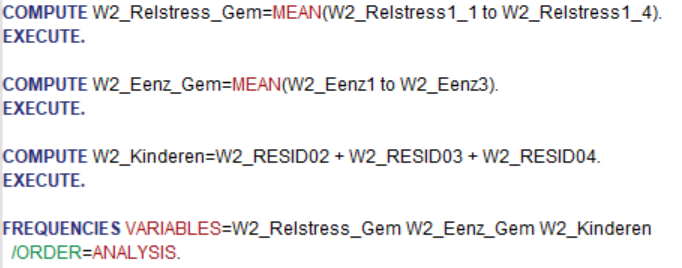 COMPUTE W2_Relstress_Gem=MEAN(W2_Relstress1_1 to W2_Relstress1_4).
EXECUTE.
COMPUTE W2_Eenz_Gem=MEAN(W2_Eenz1 to W2_Eenz3).
EXECUTE.
COMPUTE W2_Kinderen=W2_RESID02 + W2_RESID03 + W2_RESID04.
EXECUTE.
FREQUENCIES VARIABLES=W2_Relstress_Gem W2_Eenz_Gem W2_Kinderen
/ORDER=ANALYSIS.